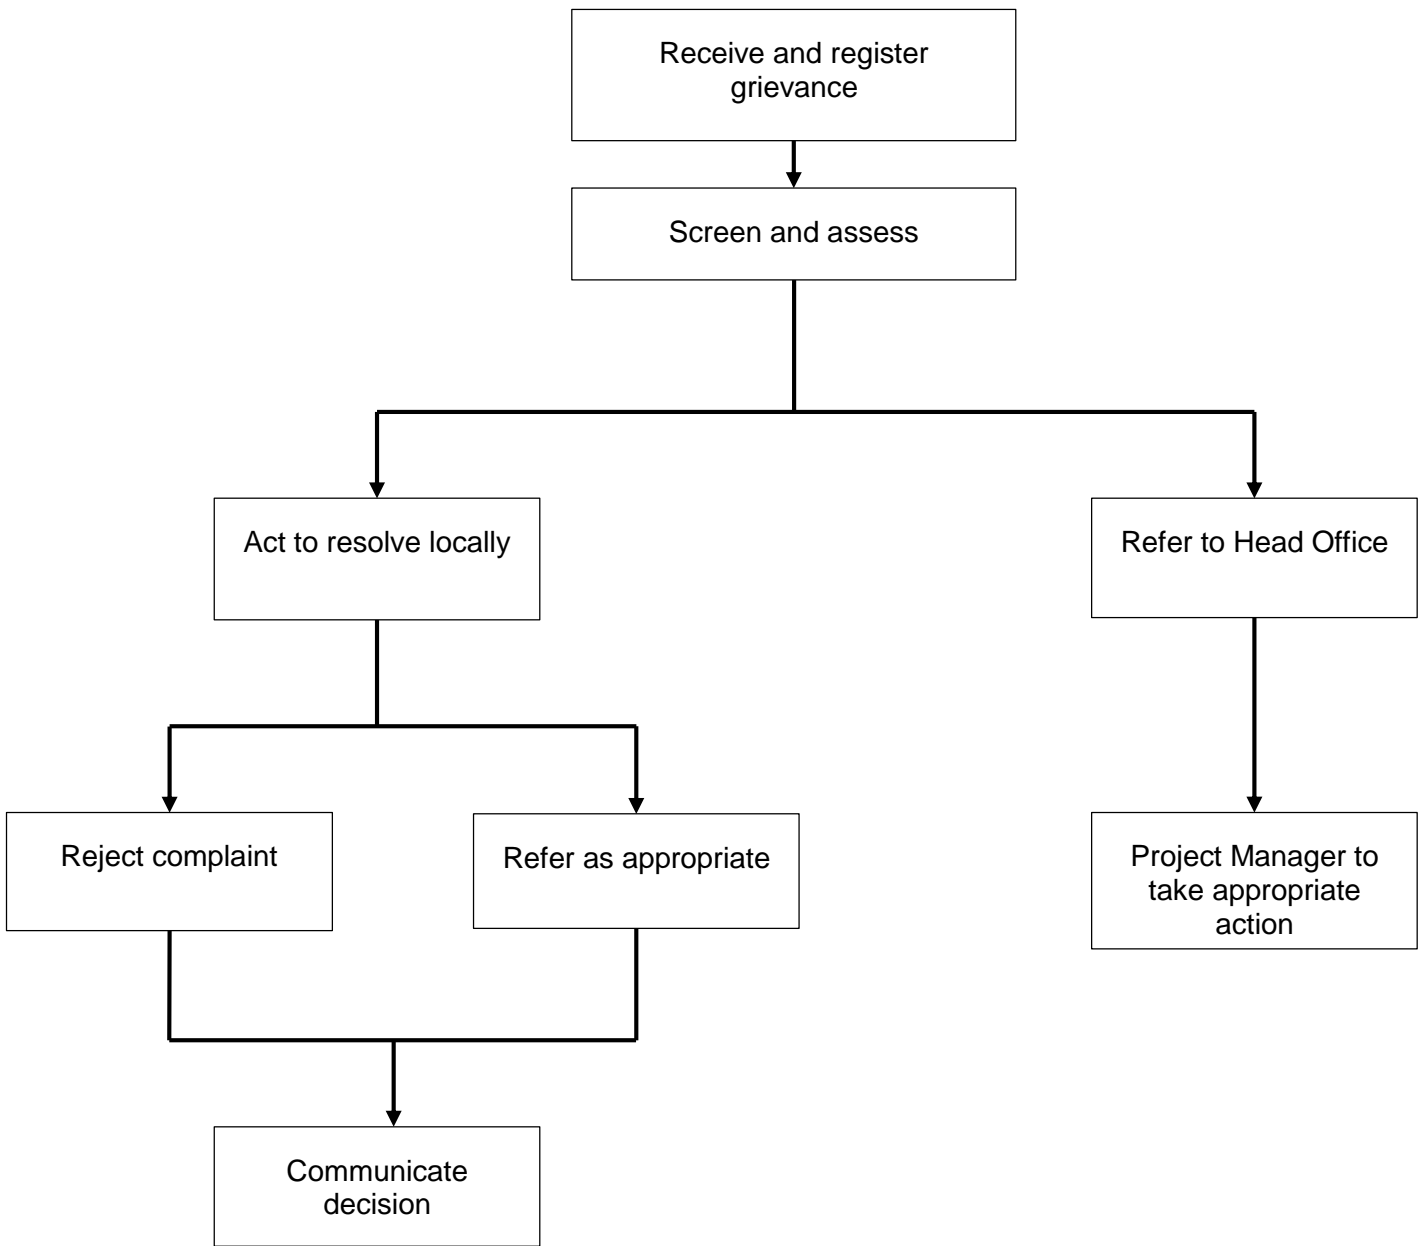 Receive and register
grievance
Screen and assess
Act to resolve locally
Refer to Head Office
Reject complaint
Refer as appropriate
Project Manager to
take appropriate
action
Communicate
decision